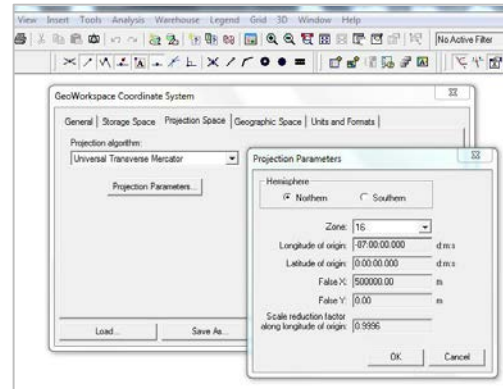 View Insert Tools Analysis Warehouse Legend Grid 3D Window Help
No Active Filter
GeoWorkspace Coordinate System
General Storage Space Projection Space Geographic Space Units and Formats
Projection algorithm:
Universal Transverse Mercator
Projection Parameters...
Load...
Save As...
Projection Parameters
Hemisphere
Northern Southern
Zone: 16
Longitude of origin: -87:00:00.000 d:m:s
Latitude of origin: 0:00:00.000 d:m:s
False X: 500000.00 m
False Y: 0.00 m
Scale reduction factor
along longitude of origin: 0.9996
OK Cancel